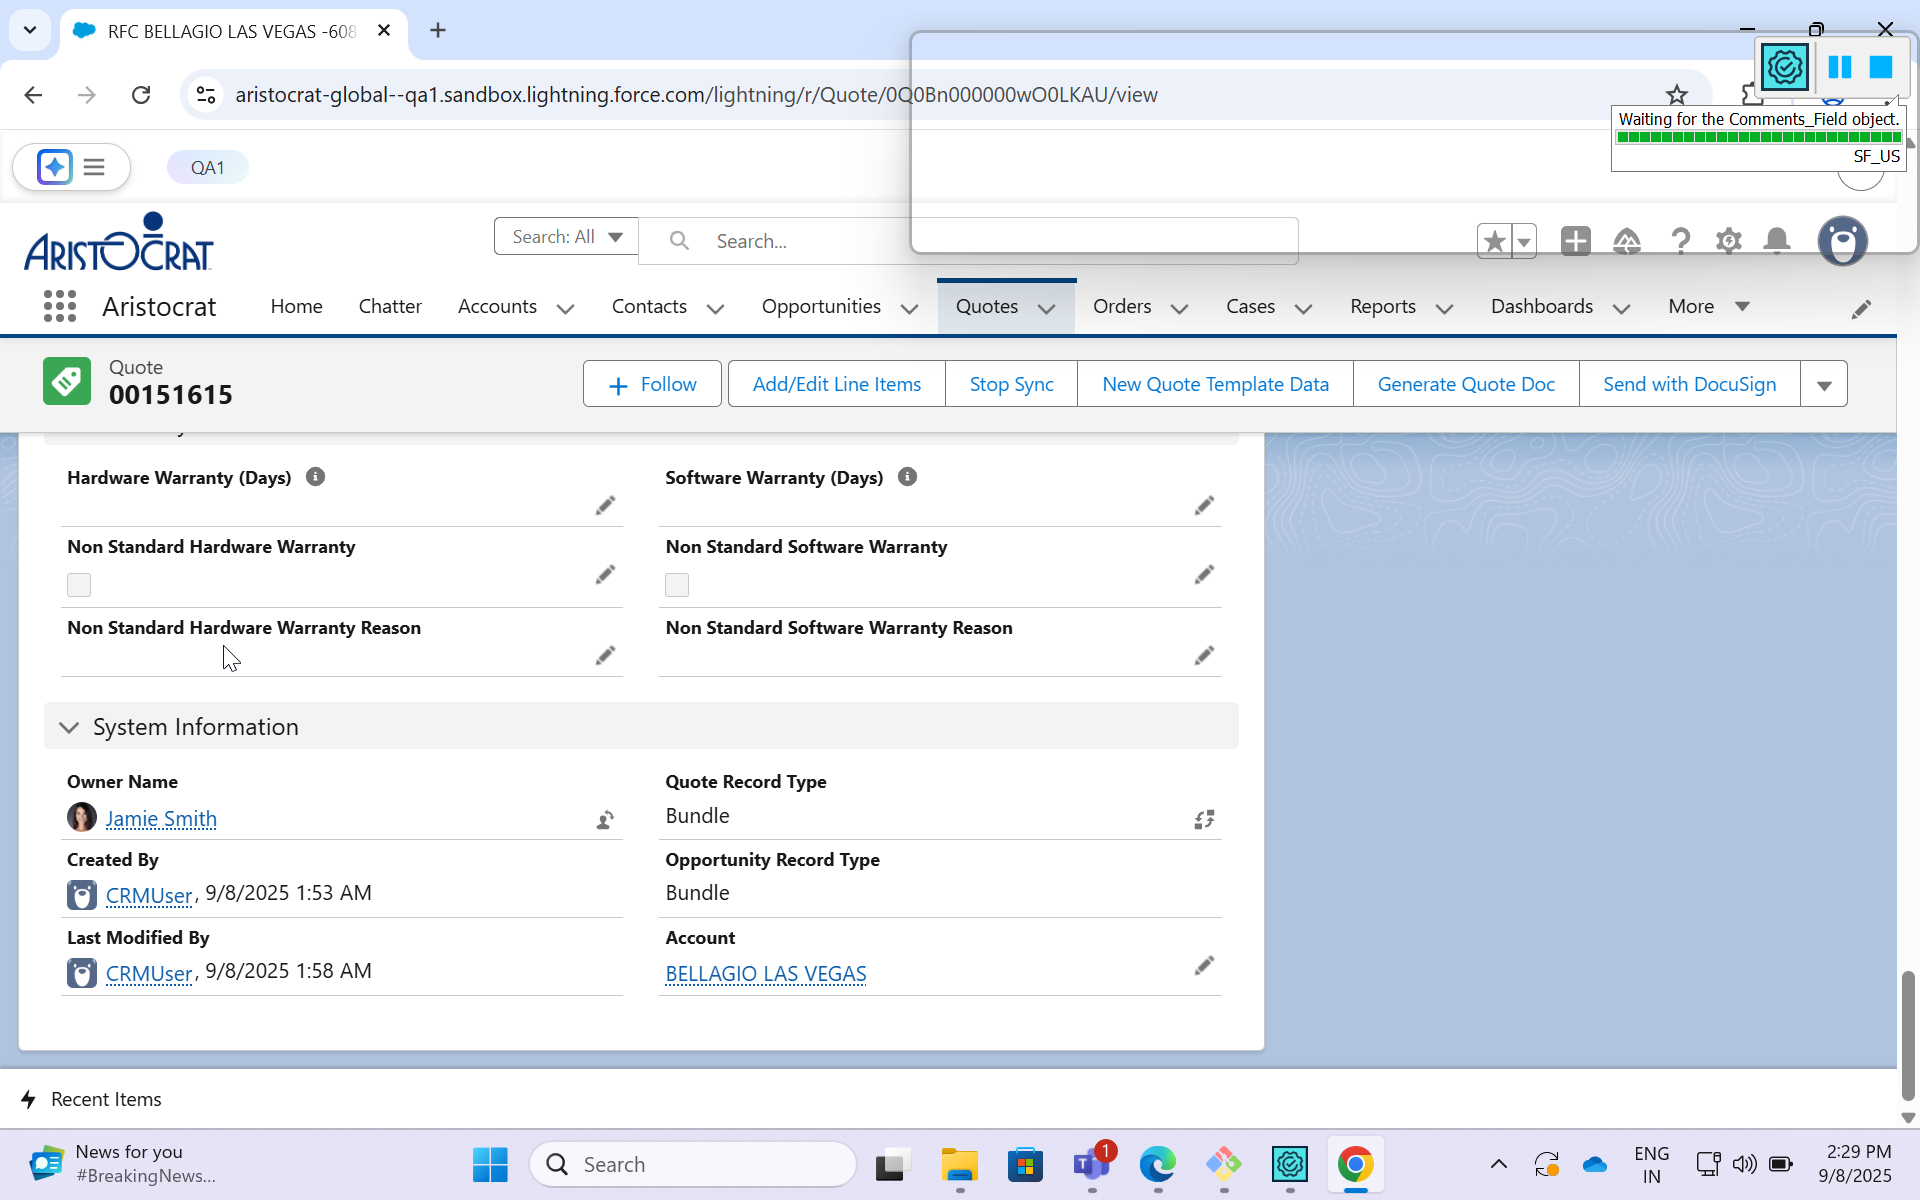 RFC BELLAGIO LAS VEGAS -608
aristocrat-global--qa1.sandbox.lightning.force.com/lightning/r/Quote/0Q0Bn000000wO0LKAU/view
Waiting for the Comments_Field object.
SF_US
QA1
ARISTOCRAT
Search: All
Search...
Aristocrat
Home
Chatter
Accounts
Contacts
Opportunities
Quotes
Orders
Cases
Reports
Dashboards
More
Quote
00151615
Follow
Add/Edit Line Items
Stop Sync
New Quote Template Data
Generate Quote Doc
Send with DocuSign
Hardware Warranty (Days)
Software Warranty (Days)
Non Standard Hardware Warranty
Non Standard Software Warranty
Non Standard Hardware Warranty Reason
Non Standard Software Warranty Reason
System Information
Owner Name
Jamie Smith
Quote Record Type
Bundle
Created By
CRMUser, 9/8/2025 1:53 AM
Opportunity Record Type
Bundle
Last Modified By
CRMUser, 9/8/2025 1:58 AM
Account
BELLAGIO LAS VEGAS
Recent Items
News for you
#BreakingNews...
Search
1
ENG
IN
2:29 PM
9/8/2025